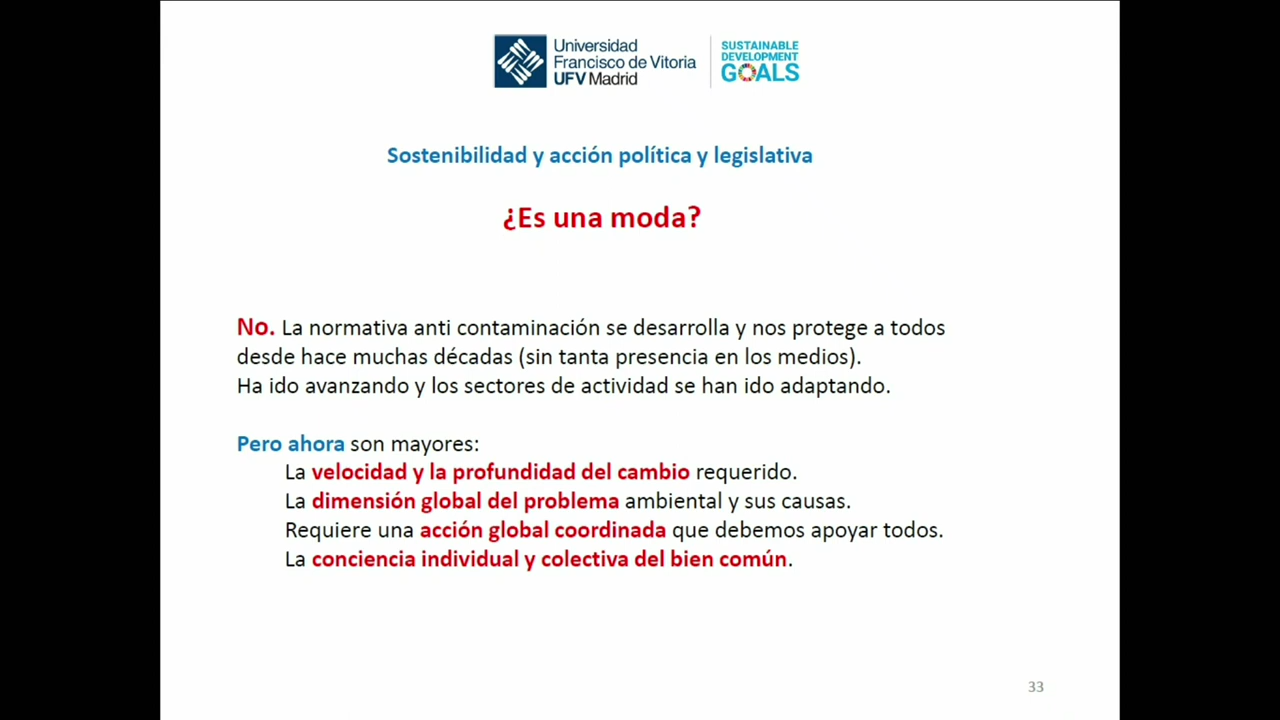 Universidad
Francisco de Vitoria
UFV Madrid
SUSTAINABLE
DEVELOPMENT
GOALS
Sostenibilidad y acción política y legislativa
¿Es una moda?
No. La normativa anti contaminación se desarrolla y nos protege a todos
desde hace muchas décadas (sin tanta presencia en los medios).
Ha ido avanzando y los sectores de actividad se han ido adaptando.
Pero ahora son mayores:
La velocidad y la profundidad del cambio requerido.
La dimensión global del problema ambiental y sus causas.
Requiere una acción global coordinada que debemos apoyar todos.
La conciencia individual y colectiva del bien común.
33